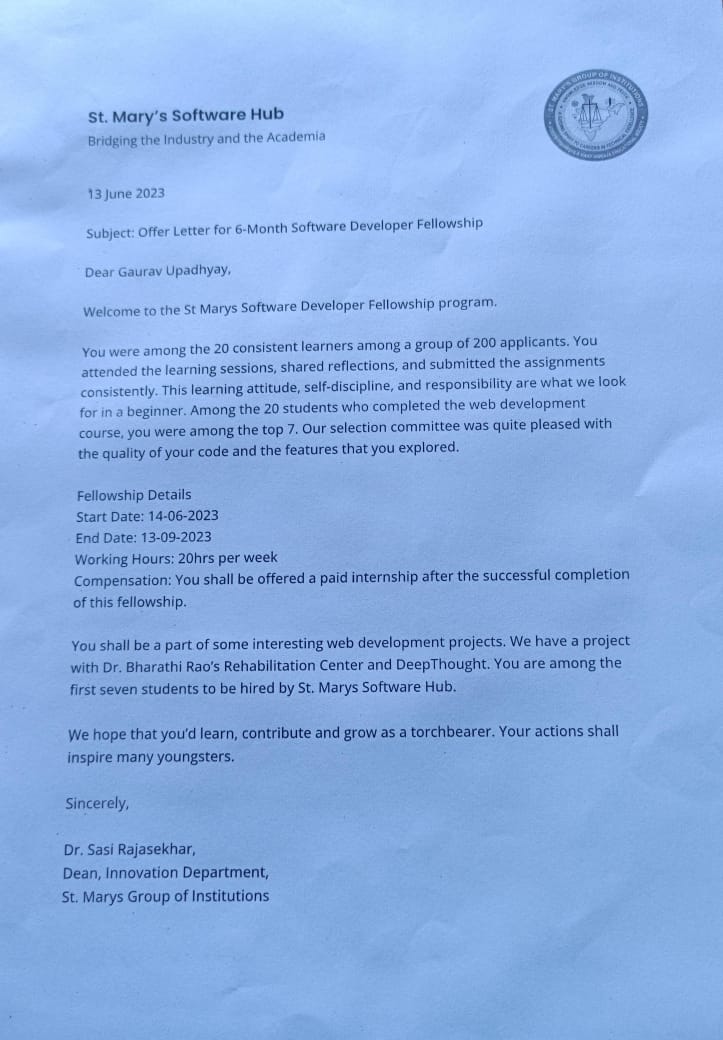 St. Mary's Software Hub
Bridging the Industry and the Academia
ST. MARY'S GROUP OF INSTITUTIONS
13 June 2023
Subject: Offer Letter for 6-Month Software Developer Fellowship
Dear Gaurav Upadhyay,
Welcome to the St Marys Software Developer Fellowship program.
You were among the 20 consistent learners among a group of 200 applicants. You
attended the learning sessions, shared reflections, and submitted the assignments
consistently. This learning attitude, self-discipline, and responsibility are what we look
for in a beginner. Among the 20 students who completed the web development
course, you were among the top 7. Our selection committee was quite pleased with
the quality of your code and the features that you explored.
Fellowship Details
Start Date: 14-06-2023
End Date: 13-09-2023
Working Hours: 20hrs per week
Compensation: You shall be offered a paid internship after the successful completion
of this fellowship.
You shall be a part of some interesting web development projects. We have a project
with Dr. Bharathi Rao's Rehabilitation Center and DeepThought. You are among the
first seven students to be hired by St. Marys Software Hub.
We hope that you'd learn, contribute and grow as a torchbearer. Your actions shall
inspire many youngsters.
Sincerely,
Dr. Sasi Rajasekhar,
Dean, Innovation Department,
St. Marys Group of Institutions